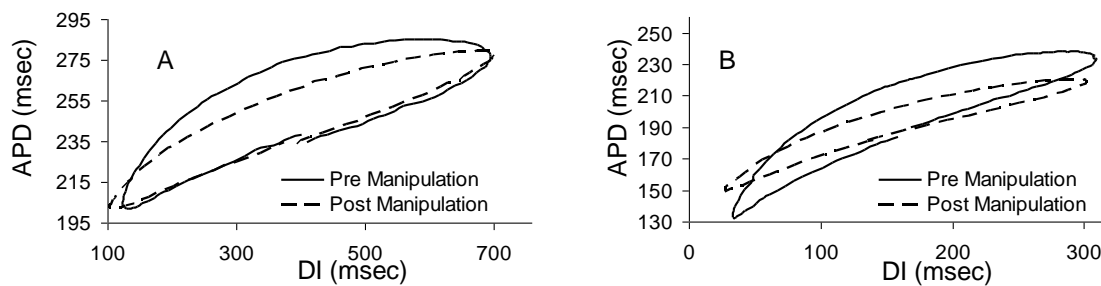 A
APD (msec)
295
275
255
235
215
195
100
300
500
700
DI (msec)
Pre Manipulation
Post Manipulation
B
APD (msec)
250
230
210
190
170
150
130
0
100
200
300
DI (msec)
Pre Manipulation
Post Manipulation